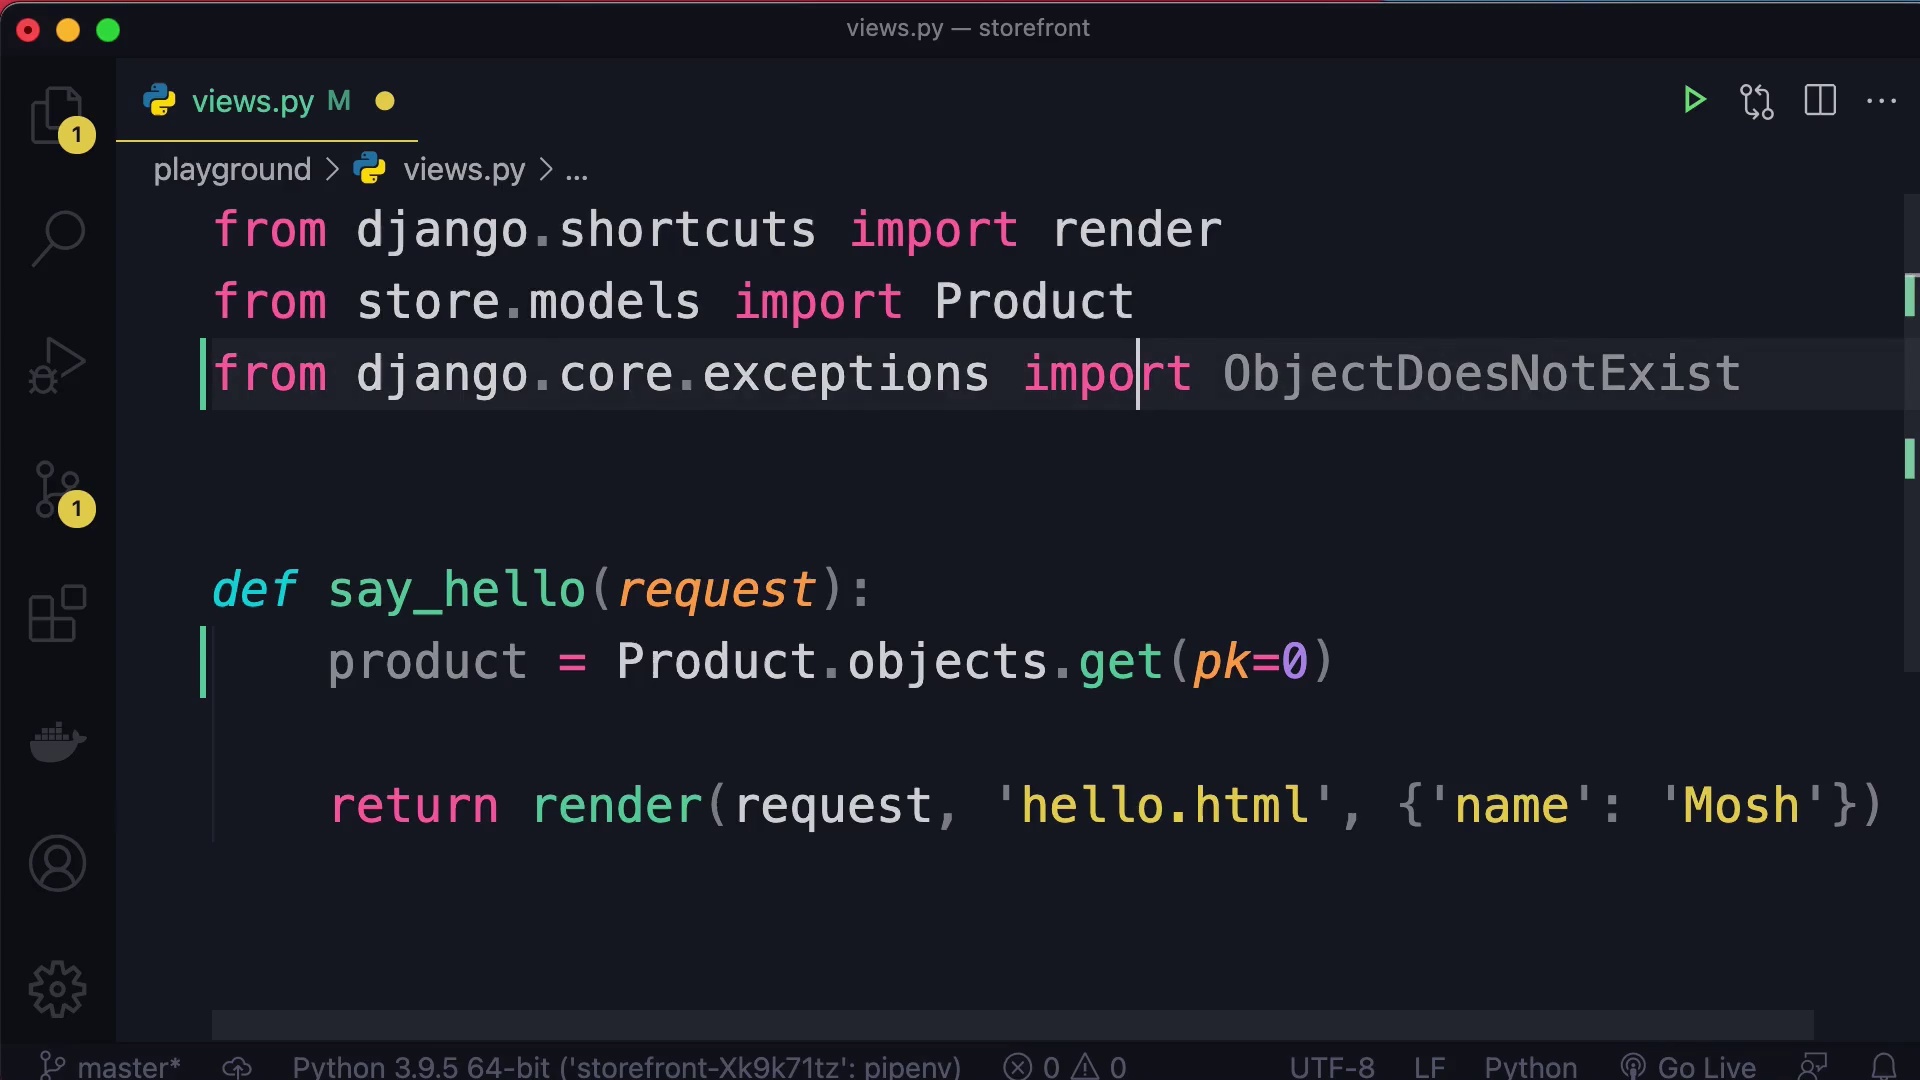 views.py — storefront
views.py M
playground > views.py > ...
from django.shortcuts import render
from store.models import Product
from django.core.exceptions import ObjectDoesNotExist
def say_hello(request):
product = Product.objects.get(pk=0)
return render(request, 'hello.html', {'name': 'Mosh'})
1
1
master* Python 3.9.5 64-bit ('storefront-Xk9k71tz': pipenv) 0 0 UTF-8 LF Python Go Live